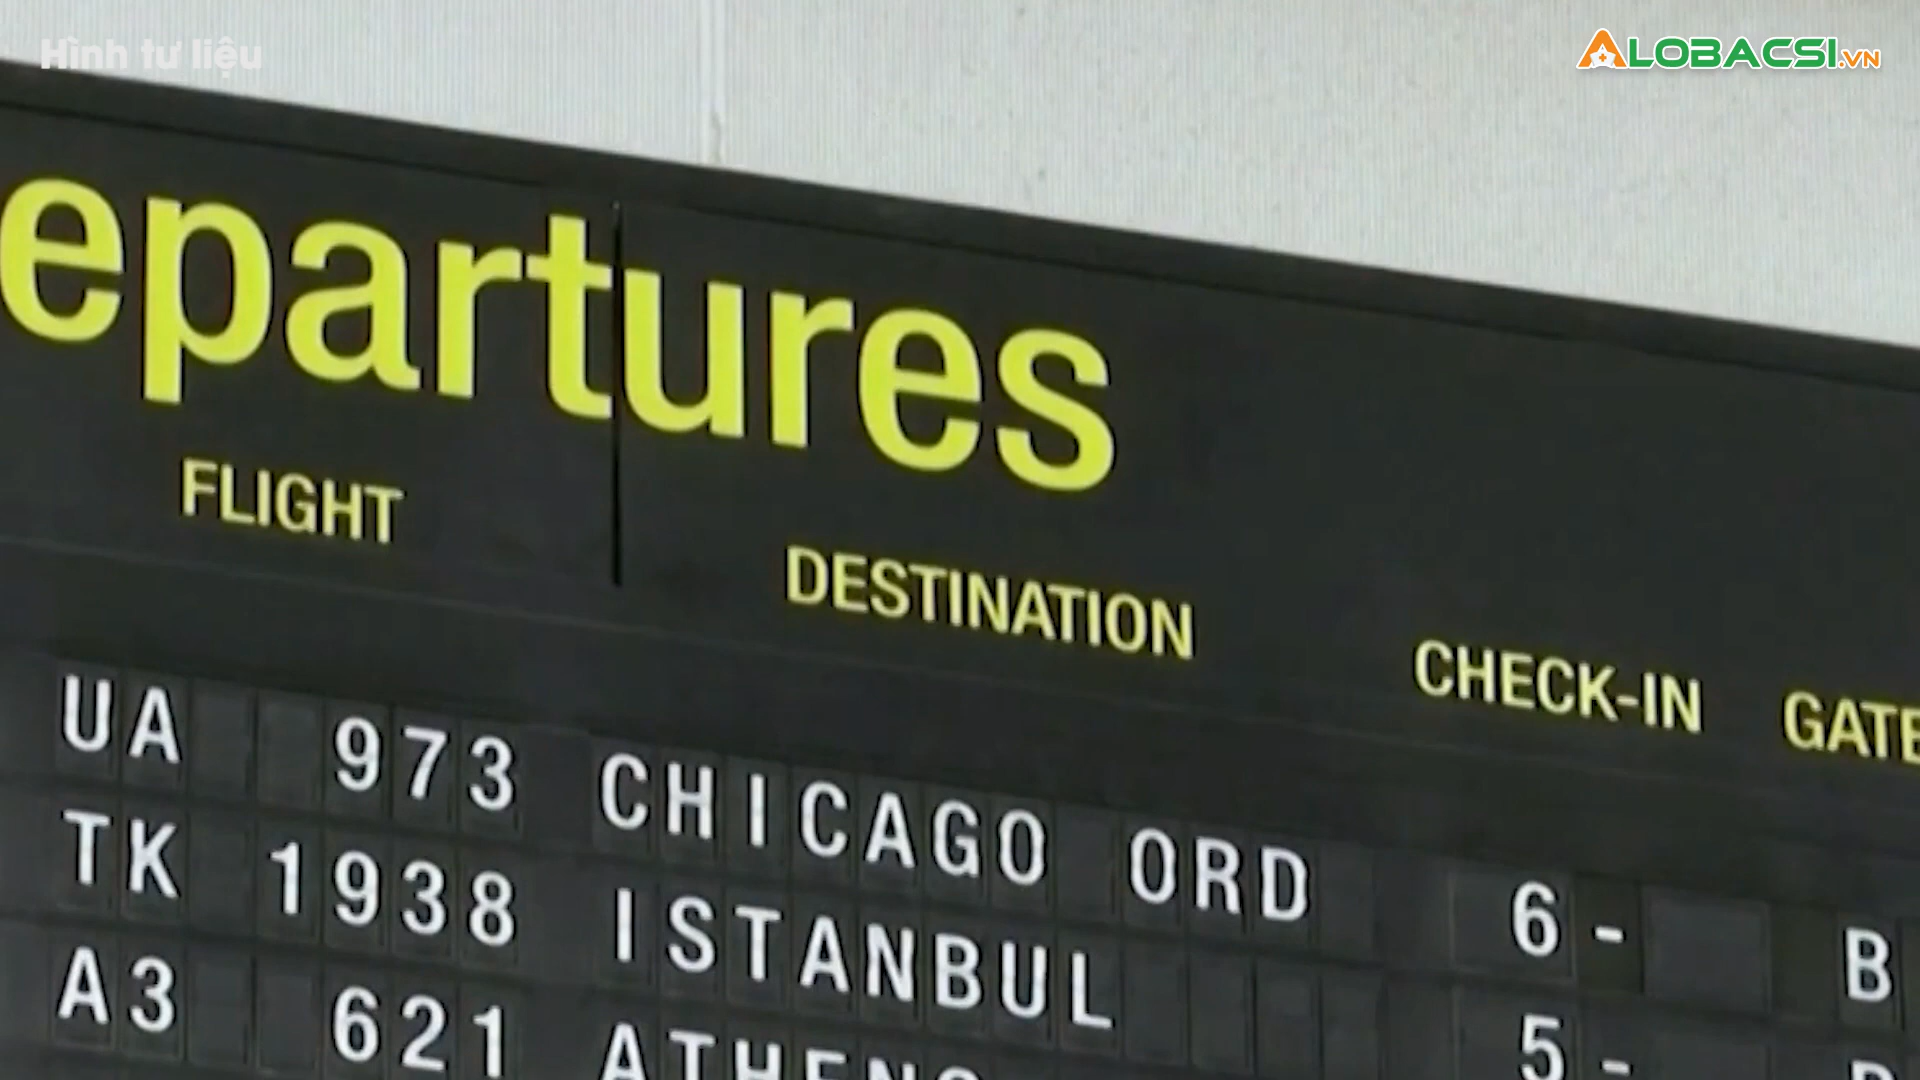 Hình tư liệu
ALOBACSI.VN
epartures
FLIGHT
DESTINATION
CHECK-IN
GATE
UA 973 CHICAGO ORD 6 - B
TK 1938 ISTANBUL 5 -
A3 621 ATHENS